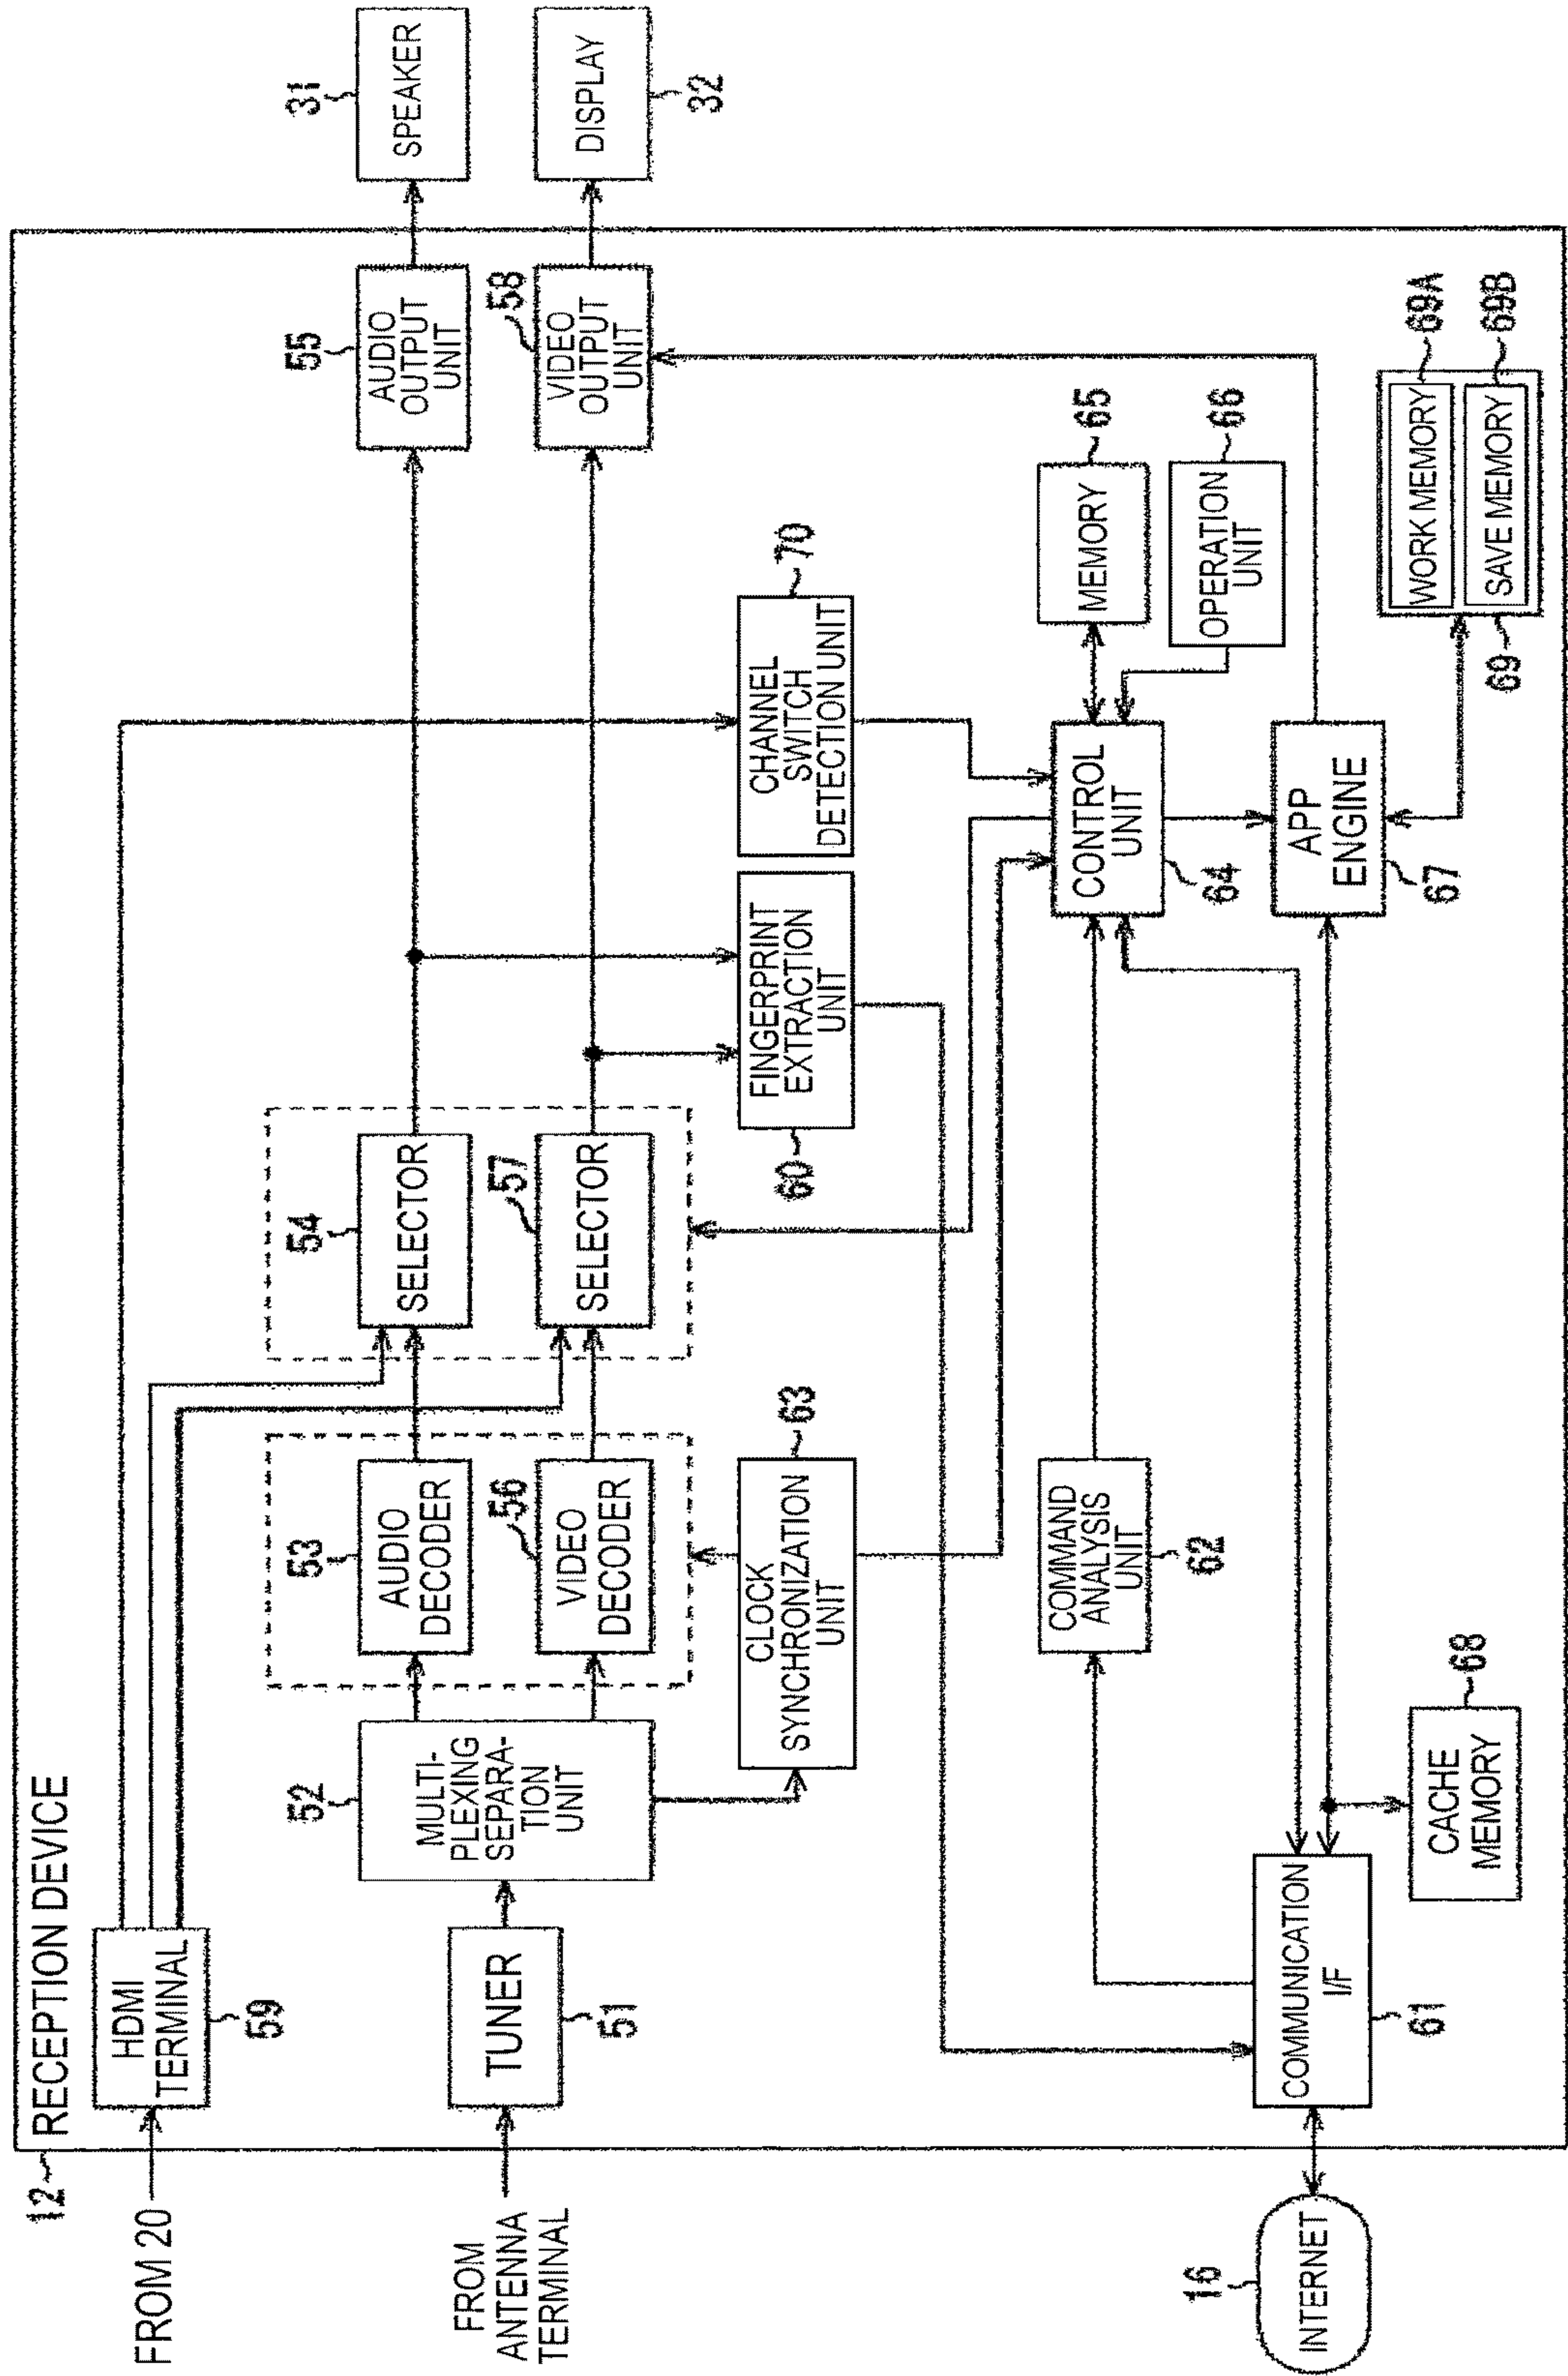 12 RECEPTION DEVICE
FROM 20
HDMI
TERMINAL
59
FROM
ANTENNA
TERMINAL
TUNER
51
52
MULTI-
PLEXING
SEPARA-
TION
UNIT
53
AUDIO
DECODER
56
VIDEO
DECODER
54
SELECTOR
57
SELECTOR
55
AUDIO
OUTPUT
UNIT
58
VIDEO
OUTPUT
UNIT
31
SPEAKER
DISPLAY
32
CLOCK
SYNCHRONIZATION
UNIT
63
60
FINGERPRINT
EXTRACTION
UNIT
CHANNEL
SWITCH
DETECTION UNIT
70
COMMAND
ANALYSIS
UNIT
62
CONTROL
UNIT
64
MEMORY
65
OPERATION
UNIT
66
16
INTERNET
COMMUNICATION
I/F
61
CACHE
MEMORY
68
APP
ENGINE
67
69
WORK MEMORY
69A
SAVE MEMORY
69B